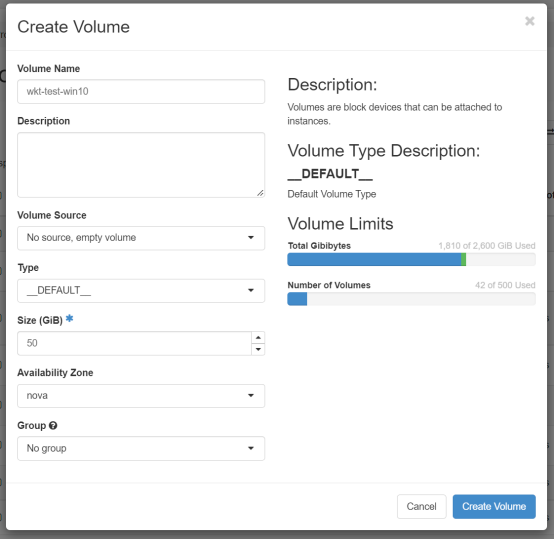 Create Volume
×
Volume Name
wkt-test-win10
Description
Volume Source
No source, empty volume
Type
__DEFAULT__
Size (GiB) *
50
Availability Zone
nova
Group
No group
Description:
Volumes are block devices that can be attached to
instances.
Volume Type Description:
__DEFAULT__
Default Volume Type
Volume Limits
Total Gibibytes 1,810 of 2,600 GiB Used
Number of Volumes 42 of 500 Used
Cancel Create Volume